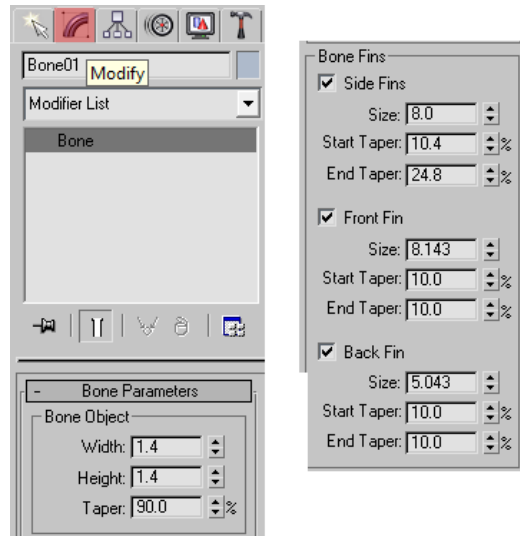 Bone01
Modify
Modifier List
Bone
- Bone Parameters
Bone Object
Width: 1.4
Height: 1.4
Taper: 90.0 %
Bone Fins
Side Fins
Size: 8.0
Start Taper: 10.4 %
End Taper: 24.8 %
Front Fin
Size: 8.143
Start Taper: 10.0 %
End Taper: 10.0 %
Back Fin
Size: 5.043
Start Taper: 10.0 %
End Taper: 10.0 %